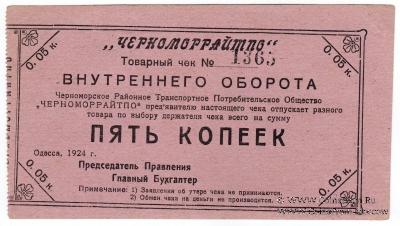 „ЧЕРНОМОРРАЙТПО"
Товарный чек № 1365
ВНУТРЕННЕГО ОБОРОТА
Черноморское Районное Транспортное Потребительское Общество
„ЧЕРНОМОРРАЙТПО" пред'явителю настоящего чека отпускает разного
товара по выбору держателя чека всего на сумму
ПЯТЬ КОПЕЕК
Одесса, 1924 г.
Председатель Правления
Главный Бухгалтер
Примечание: 1) Заявления об утере чека не принимаются.
2) Обмен чека на деньги не производится.
0. 05 к.
0. 05 к.
0. 05 к.
0. 05 к.